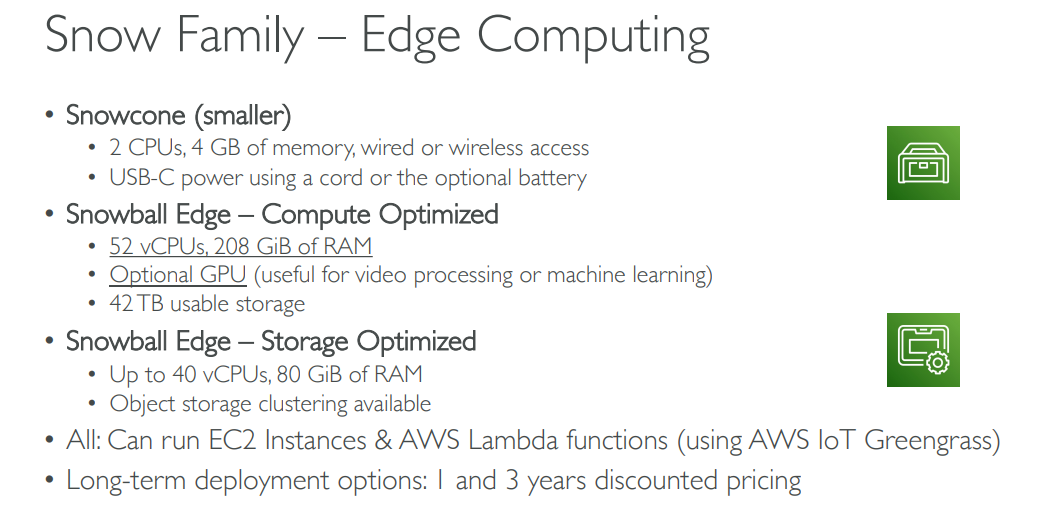 Snow Family – Edge Computing
• Snowcone (smaller)
• 2 CPUs, 4 GB of memory, wired or wireless access
• USB-C power using a cord or the optional battery
• Snowball Edge – Compute Optimized
• 52 vCPUs, 208 GiB of RAM
• Optional GPU (useful for video processing or machine learning)
• 42 TB usable storage
• Snowball Edge – Storage Optimized
• Up to 40 vCPUs, 80 GiB of RAM
• Object storage clustering available
• All: Can run EC2 Instances & AWS Lambda functions (using AWS IoT Greengrass)
• Long-term deployment options: 1 and 3 years discounted pricing